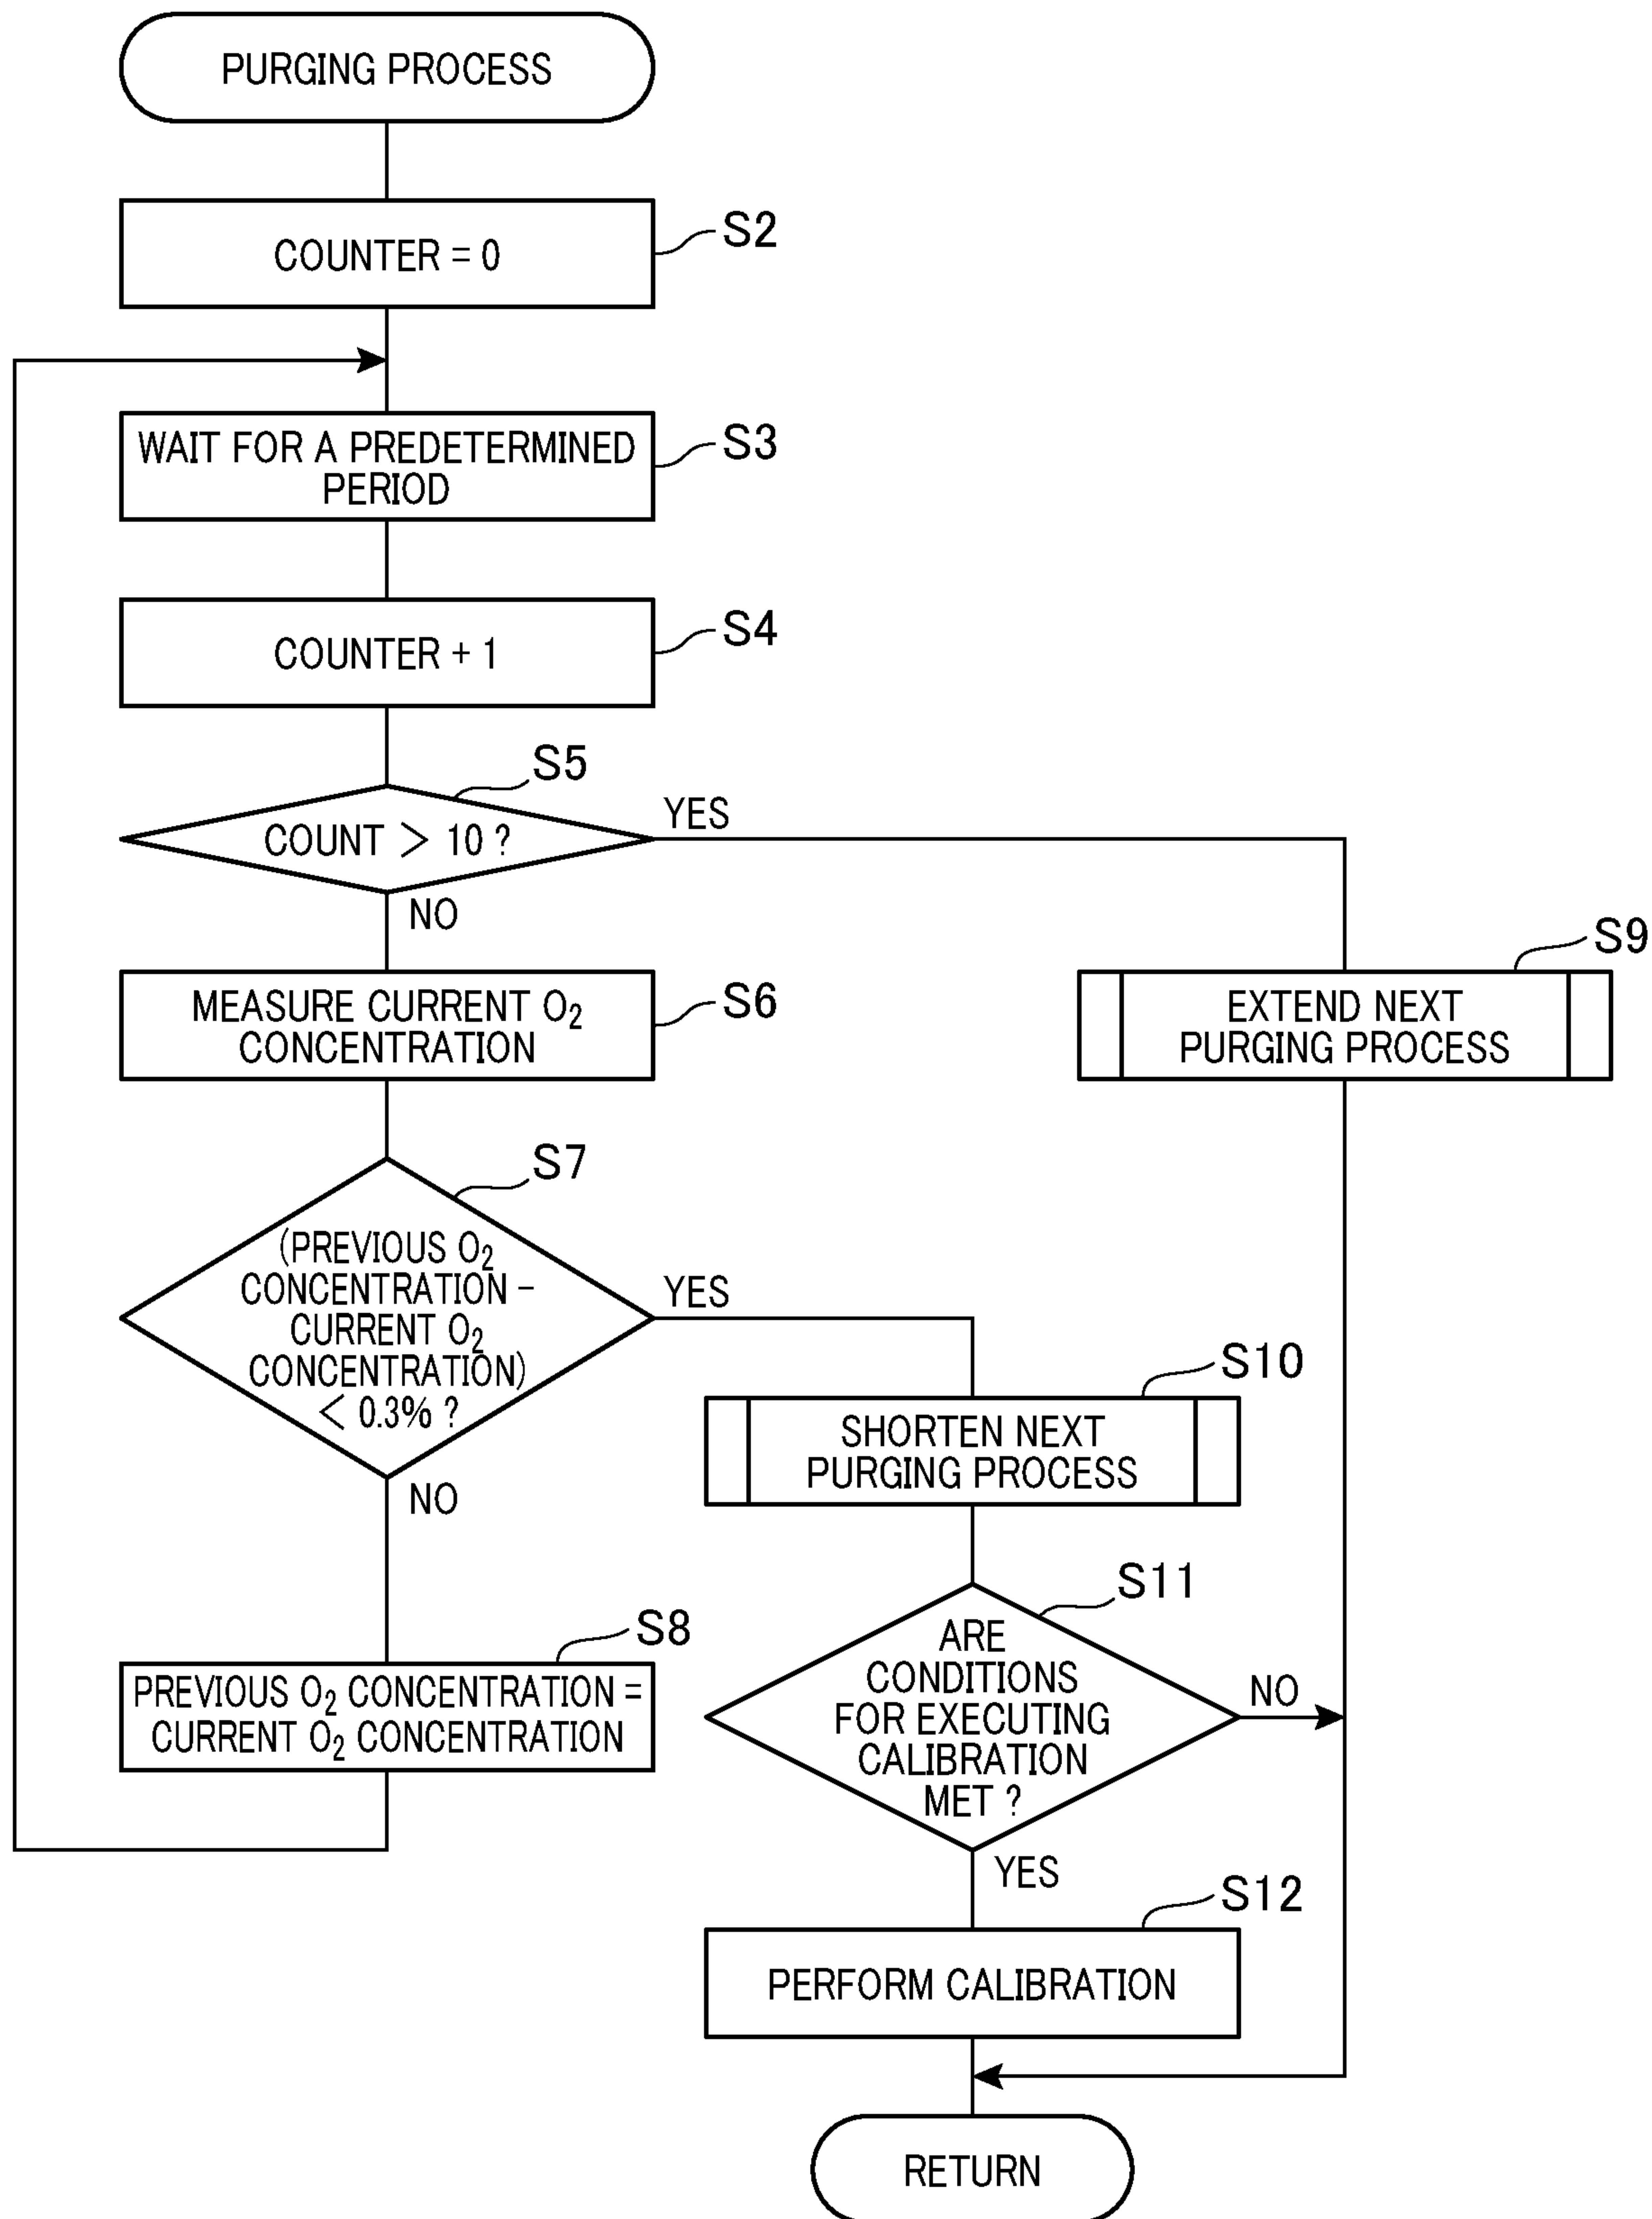 PURGING PROCESS
COUNTER = 0
S2
WAIT FOR A PREDETERMINED
PERIOD
S3
COUNTER + 1
S4
S5
COUNT > 10 ?
YES
NO
S9
EXTEND NEXT
PURGING PROCESS
MEASURE CURRENT O₂
CONCENTRATION
S6
S7
(PREVIOUS O₂
CONCENTRATION –
CURRENT O₂
CONCENTRATION)
< 0.3% ?
YES
NO
S10
SHORTEN NEXT
PURGING PROCESS
S11
ARE
CONDITIONS
FOR EXECUTING
CALIBRATION
MET ?
NO
YES
S8
PREVIOUS O₂ CONCENTRATION =
CURRENT O₂ CONCENTRATION
S12
PERFORM CALIBRATION
RETURN